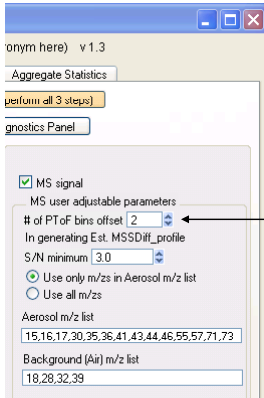 ronym here) v 1.3
Aggregate Statistics
perform all 3 steps)
gnostics Panel
MS signal
MS user adjustable parameters
# of PToF bins offset 2
In generating Est. MSSDiff_profile
S/N minimum 3.0
Use only m/zs in Aerosol m/z list
Use all m/zs
Aerosol m/z list
15,16,17,30,35,36,41,43,44,46,55,57,71,73
Background (Air) m/z list
18,28,32,39